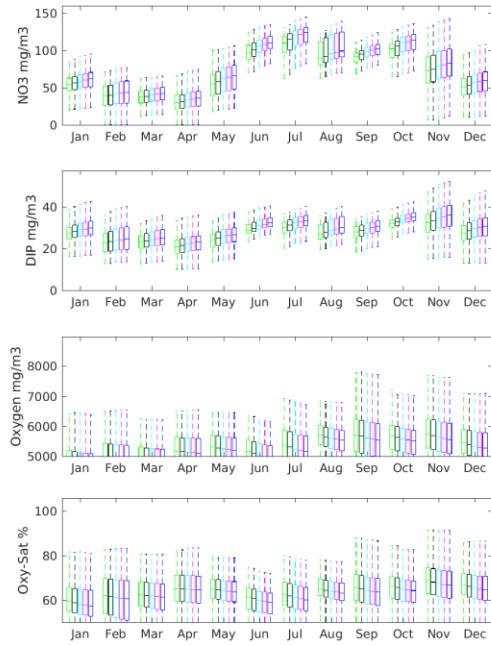 150
100
50
0
NO3 mg/m3
Jan Feb Mar Apr May Jun Jul Aug Sep Oct Nov Dec
40
20
0
DIP mg/m3
Jan Feb Mar Apr May Jun Jul Aug Sep Oct Nov Dec
8000
7000
6000
5000
Oxygen mg/m3
Jan Feb Mar Apr May Jun Jul Aug Sep Oct Nov Dec
100
80
60
Oxy-Sat %
Jan Feb Mar Apr May Jun Jul Aug Sep Oct Nov Dec